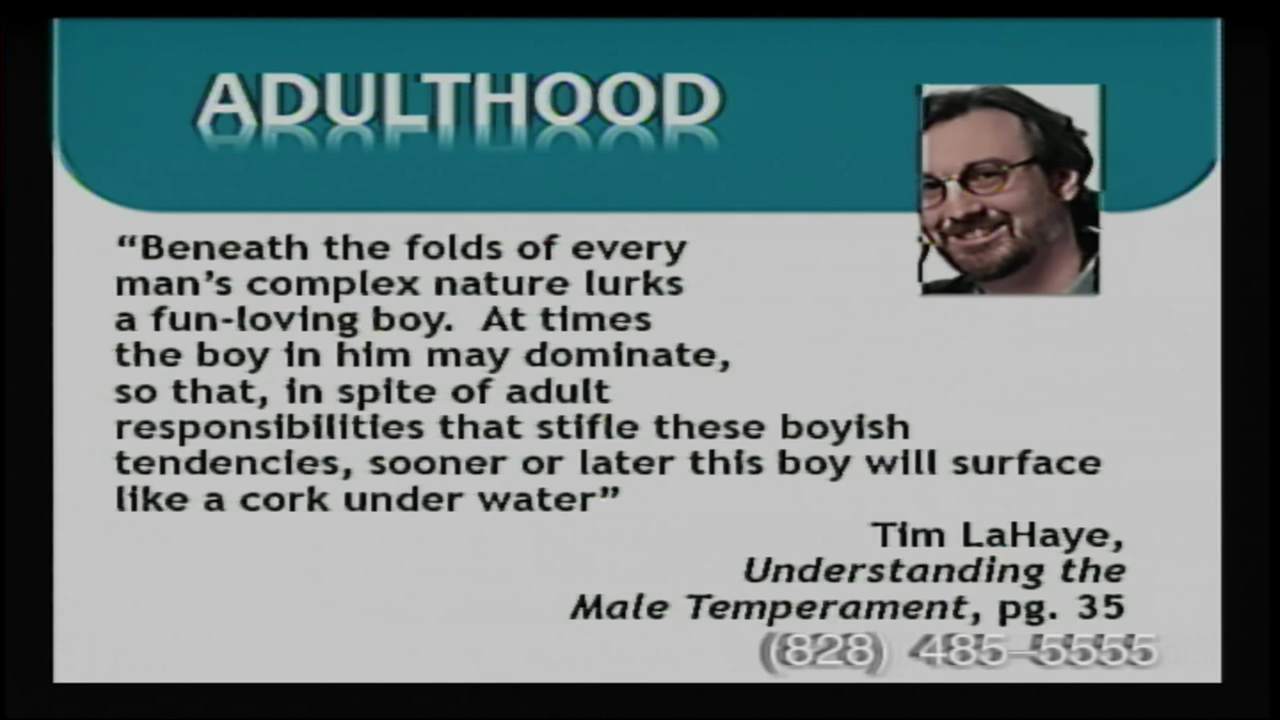 ADULTHOOD
“Beneath the folds of every
man’s complex nature lurks
a fun-loving boy.  At times
the boy in him may dominate,
so that, in spite of adult
responsibilities that stifle these boyish
tendencies, sooner or later this boy will surface
like a cork under water”
Tim LaHaye,
Understanding the
Male Temperament, pg. 35
(828) 485-5555